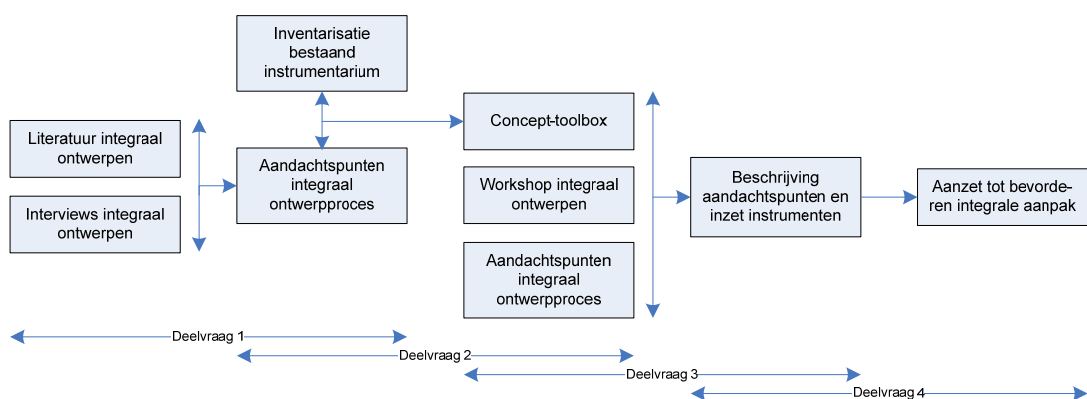 Inventarisatie
bestaand
instrumentarium
Literatuur integraal
ontwerpen
Interviews integraal
ontwerpen
Aandachtspunten
integraal
ontwerpproces
Concept-toolbox
Workshop integraal
ontwerpen
Aandachtspunten
integraal
ontwerpproces
Beschrijving
aandachtspunten en
inzet instrumenten
Aanzet tot bevorde-
ren integrale aanpak
Deelvraag 1
Deelvraag 2
Deelvraag 3
Deelvraag 4